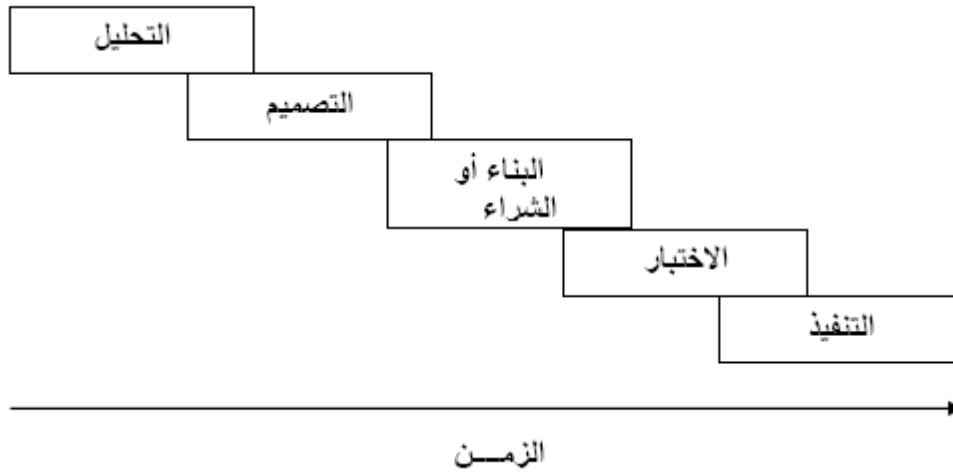 التحليل
التصميم
البناء أو
الشراء
الاختبار
التنفيذ
الزمـــن